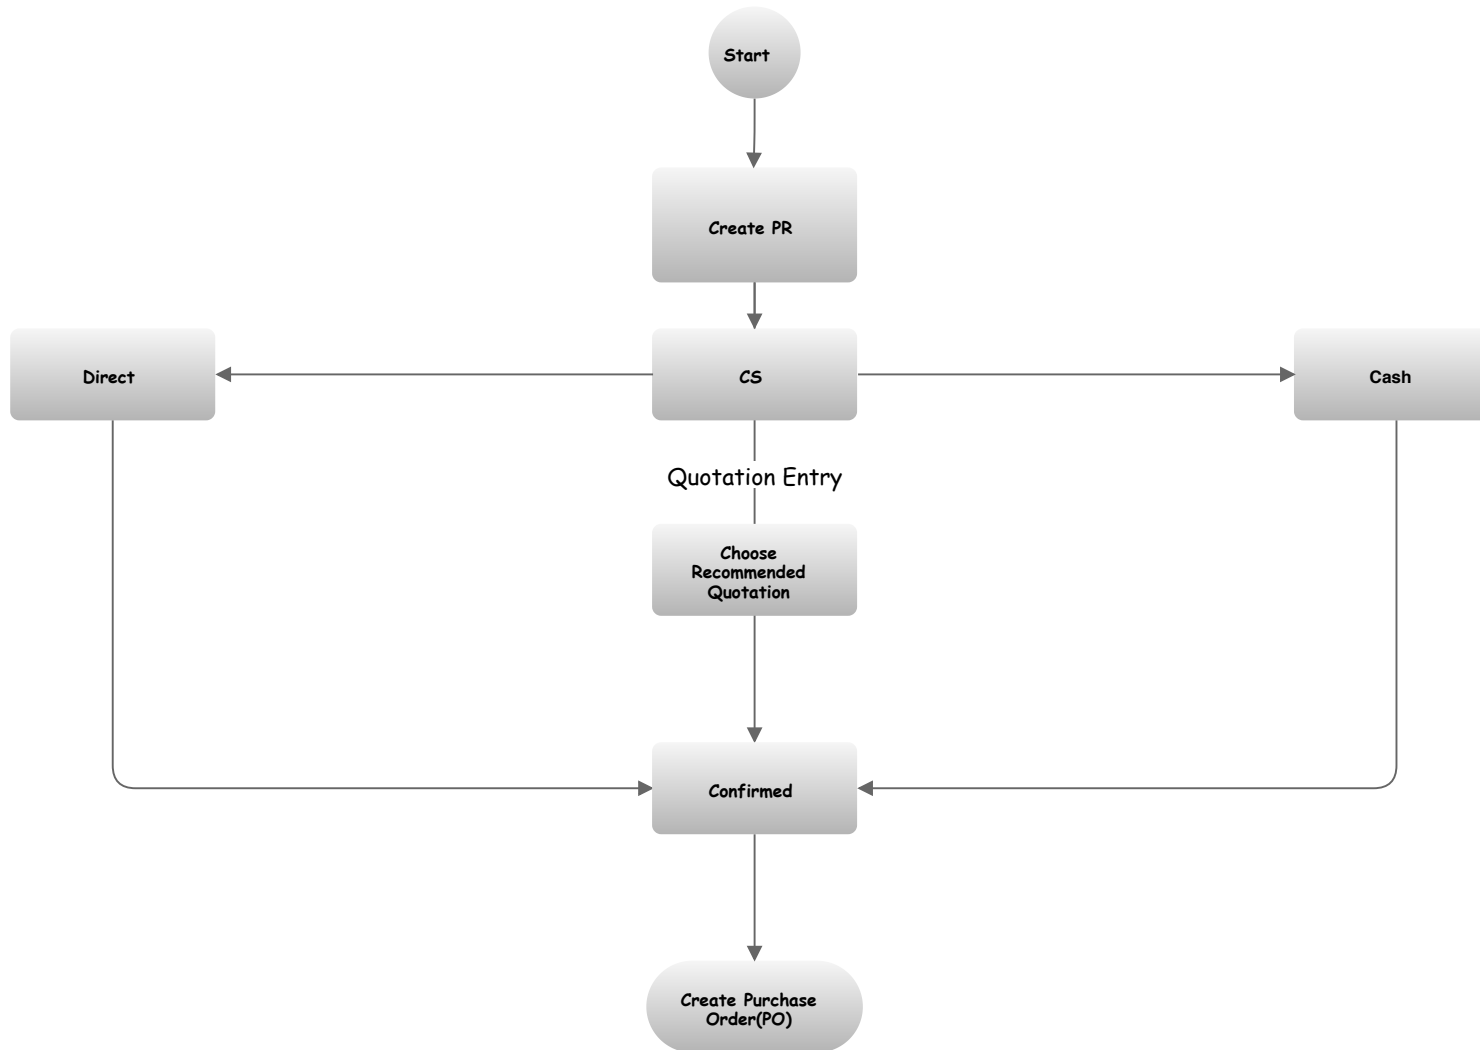 Start
Create PR
Direct
CS
Cash
Quotation Entry
Choose
Recommended
Quotation
Confirmed
Create Purchase
Order(PO)